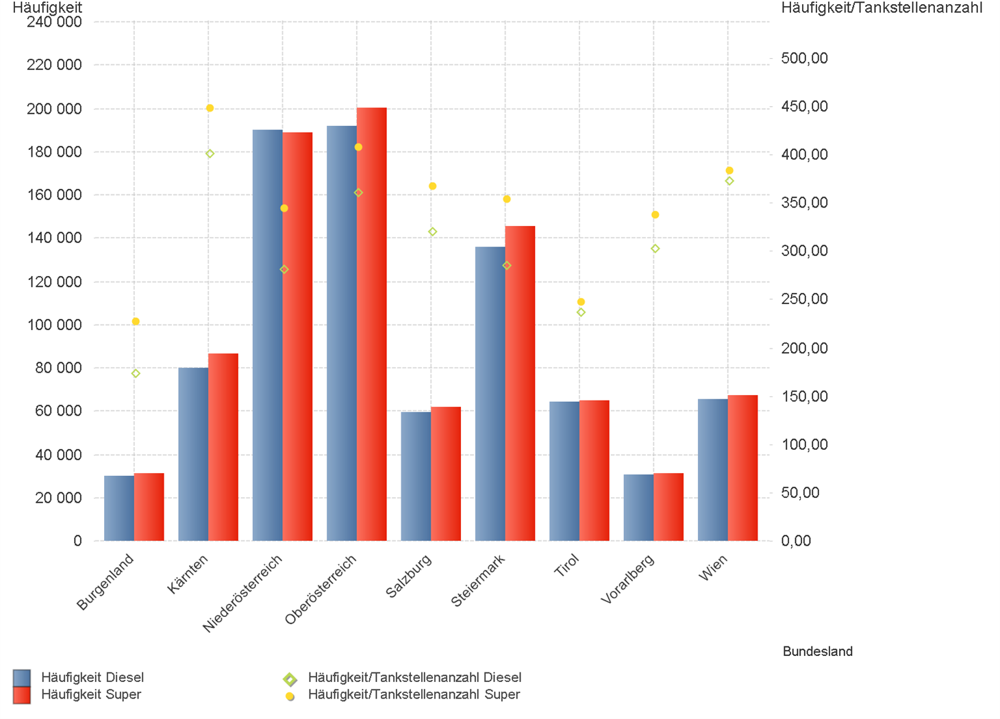 Häufigkeit
Häufigkeit/Tankstellenanzahl
240 000
220 000
200 000
180 000
160 000
140 000
120 000
100 000
80 000
60 000
40 000
20 000
0
500,00
450,00
400,00
350,00
300,00
250,00
200,00
150,00
100,00
50,00
0,00
Burgenland
Kärnten
Niederösterreich
Oberösterreich
Salzburg
Steiermark
Tirol
Vorarlberg
Wien
Bundesland
Häufigkeit Diesel
Häufigkeit Super
Häufigkeit/Tankstellenanzahl Diesel
Häufigkeit/Tankstellenanzahl Super